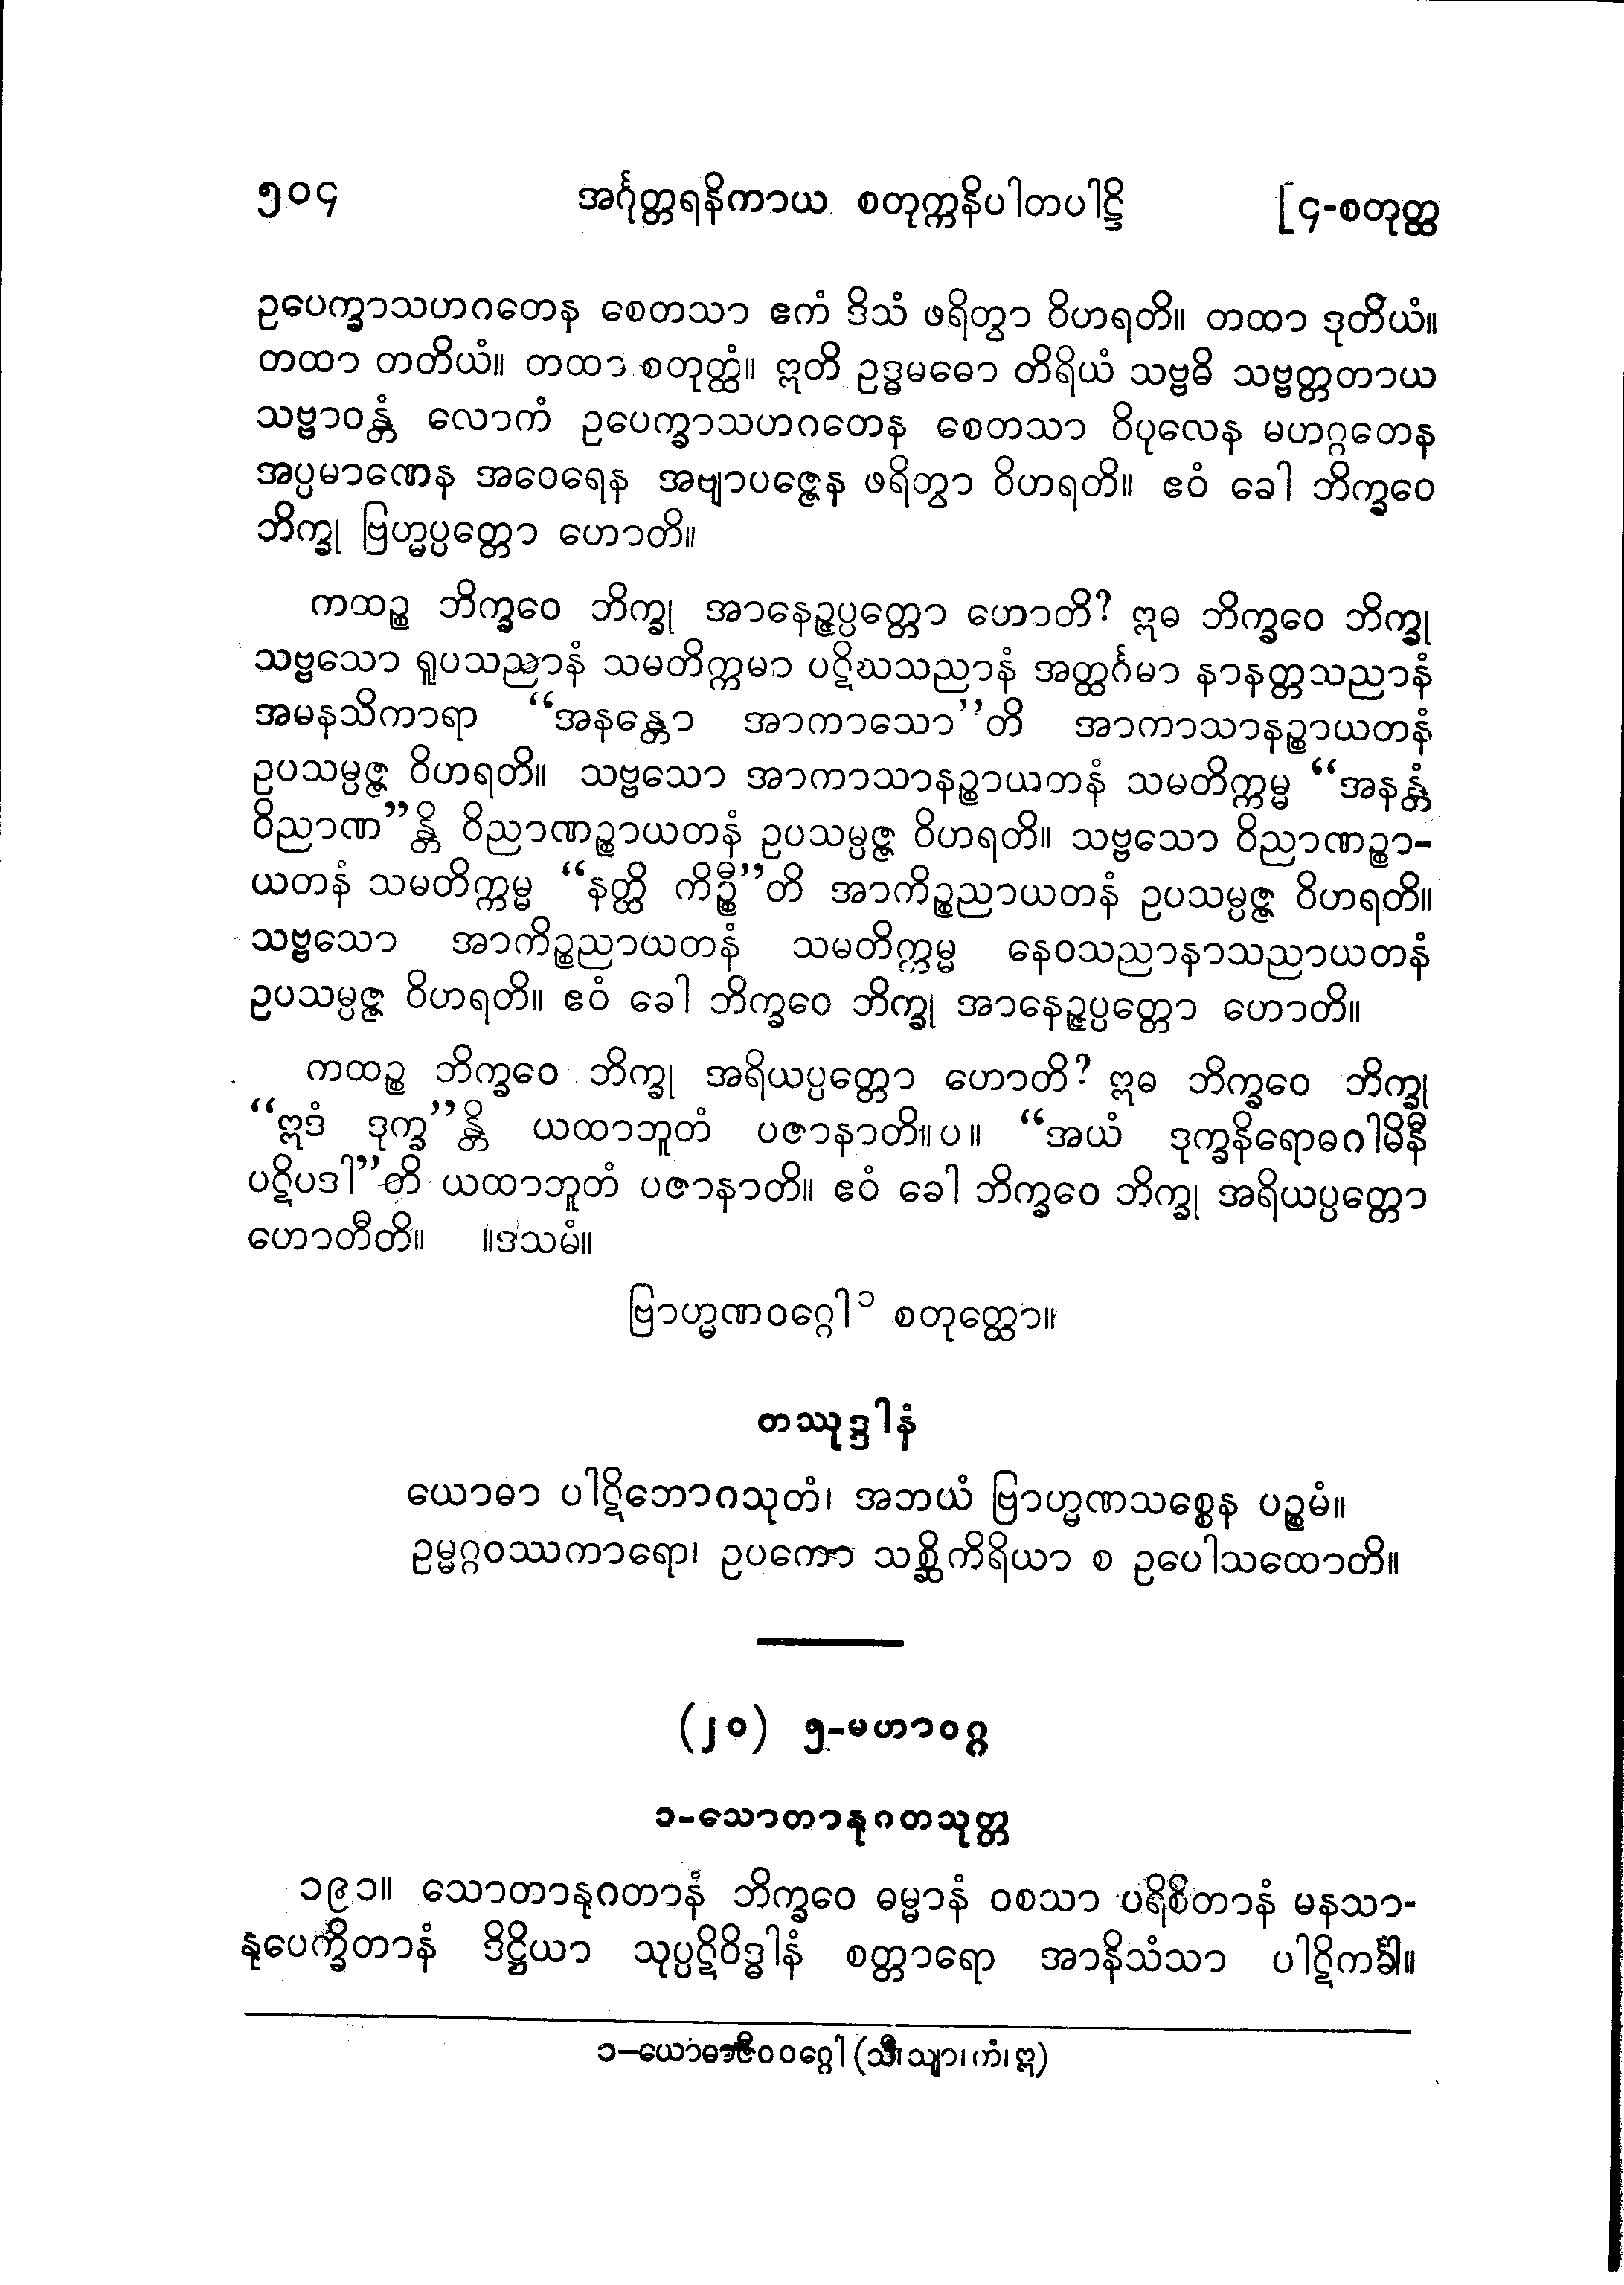 ၅၀၄ အင်္ဂုတ္တရနိကာယ စတုက္ကနိပါတပါဠိ [၄-စတုတ္ထ
ဥပေက္ခာသဟဂတေန စေတသာ ဧကံ ဒိသံ ဖရိတွာ ဝိဟရတိ။ တထာ ဒုတိယံ။
တထာ တတိယံ။ တထာ စတုတ္ထံ။ ဣတိ ဥဒ္ဓမဓော တိရိယံ သဗ္ဗဓိ သဗ္ဗတ္တတာယ
သဗ္ဗာဝန္တံ လောကံ ဥပေက္ခာသဟဂတေန စေတသာ ဝိပုလေန မဟဂ္ဂတေန
အပ္ပမာဏေန အဝေရေန အဗျာပဇ္ဇေန ဖရိတွာ ဝိဟရတိ။ ဧဝံ ခေါ ဘိက္ခဝေ
ဘိက္ခု ဗြဟ္မပ္ပတ္တော ဟောတိ။
ကထဉ္စ ဘိက္ခဝေ ဘိက္ခု အာနေဉ္ဇပ္ပတ္တော ဟောတိ? ဣဓ ဘိက္ခဝေ ဘိက္ခု
သဗ္ဗသော ရူပသညာနံ သမတိက္ကမာ ပဋိဃသညာနံ အတ္ထင်္ဂမာ နာနတ္တသညာနံ
အမနသိကာရာ “အနန္တော အာကာသော”တိ အာကာသာနဉ္စာယတနံ
ဥပသမ္ပဇ္ဇ ဝိဟရတိ။ သဗ္ဗသော အာကာသာနဉ္စာယတနံ သမတိက္ကမ္မ “အနန္တံ
ဝိညာဏ”န္တိ ဝိညာဏဉ္စာယတနံ ဥပသမ္ပဇ္ဇ ဝိဟရတိ။ သဗ္ဗသော ဝိညာဏဉ္စာ-
ယတနံ သမတိက္ကမ္မ “နတ္ထိ ကိဉ္စီ”တိ အာကိဉ္စညာယတနံ ဥပသမ္ပဇ္ဇ ဝိဟရတိ။
သဗ္ဗသော အာကိဉ္စညာယတနံ သမတိက္ကမ္မ နေဝသညာနာသညာယတနံ
ဥပသမ္ပဇ္ဇ ဝိဟရတိ။ ဧဝံ ခေါ ဘိက္ခဝေ ဘိက္ခု အာနေဉ္ဇပ္ပတ္တော ဟောတိ။
ကထဉ္စ ဘိက္ခဝေ ဘိက္ခု အရိယပ္ပတ္တော ဟောတိ? ဣဓ ဘိက္ခဝေ ဘိက္ခု
“ဣဒံ ဒုက္ခ”န္တိ ယထာဘူတံ ပဇာနာတိ။ပ။ “အယံ ဒုက္ခနိရောဓဂါမိနီ
ပဋိပဒါ”တိ ယထာဘူတံ ပဇာနာတိ။ ဧဝံ ခေါ ဘိက္ခဝေ ဘိက္ခု အရိယပ္ပတ္တော
ဟောတီတိ။ ။ဒသမံ။
ဗြာဟ္မဏဝဂ္ဂေါ ၁ စတုတ္ထော။
တဿုဒ္ဒါနံ
ယောဓာ ပါဋိဘောဂသုတံ၊ အဘယံ ဗြာဟ္မဏသစ္စေန ပဉ္စမံ။
ဥမ္မဂ္ဂဝဿကာရော၊ ဥပကော သစ္ဆိကိရိယာ စ ဥပေါသထောတိ။
(၂၀) ၅-မဟာဝဂ္ဂ
၁-သောတာနုဂတသုတ္တ
၁၉၁။ သောတာနုဂတာနံ ဘိက္ခဝေ ဓမ္မာနံ ဝစသာ ပရိစိတာနံ မနသာ-
နုပေက္ခိတာနံ ဒိဋ္ဌိယာ သုပ္ပဋိဝိဒ္ဓါနံ စတ္တာရော အာနိသံသာ ပါဋိကင်္ခါ။
၁-ယောဓာဇီဝဝဂ္ဂေါ (သီ၊ သျာ၊ ကံ၊ ဣ)